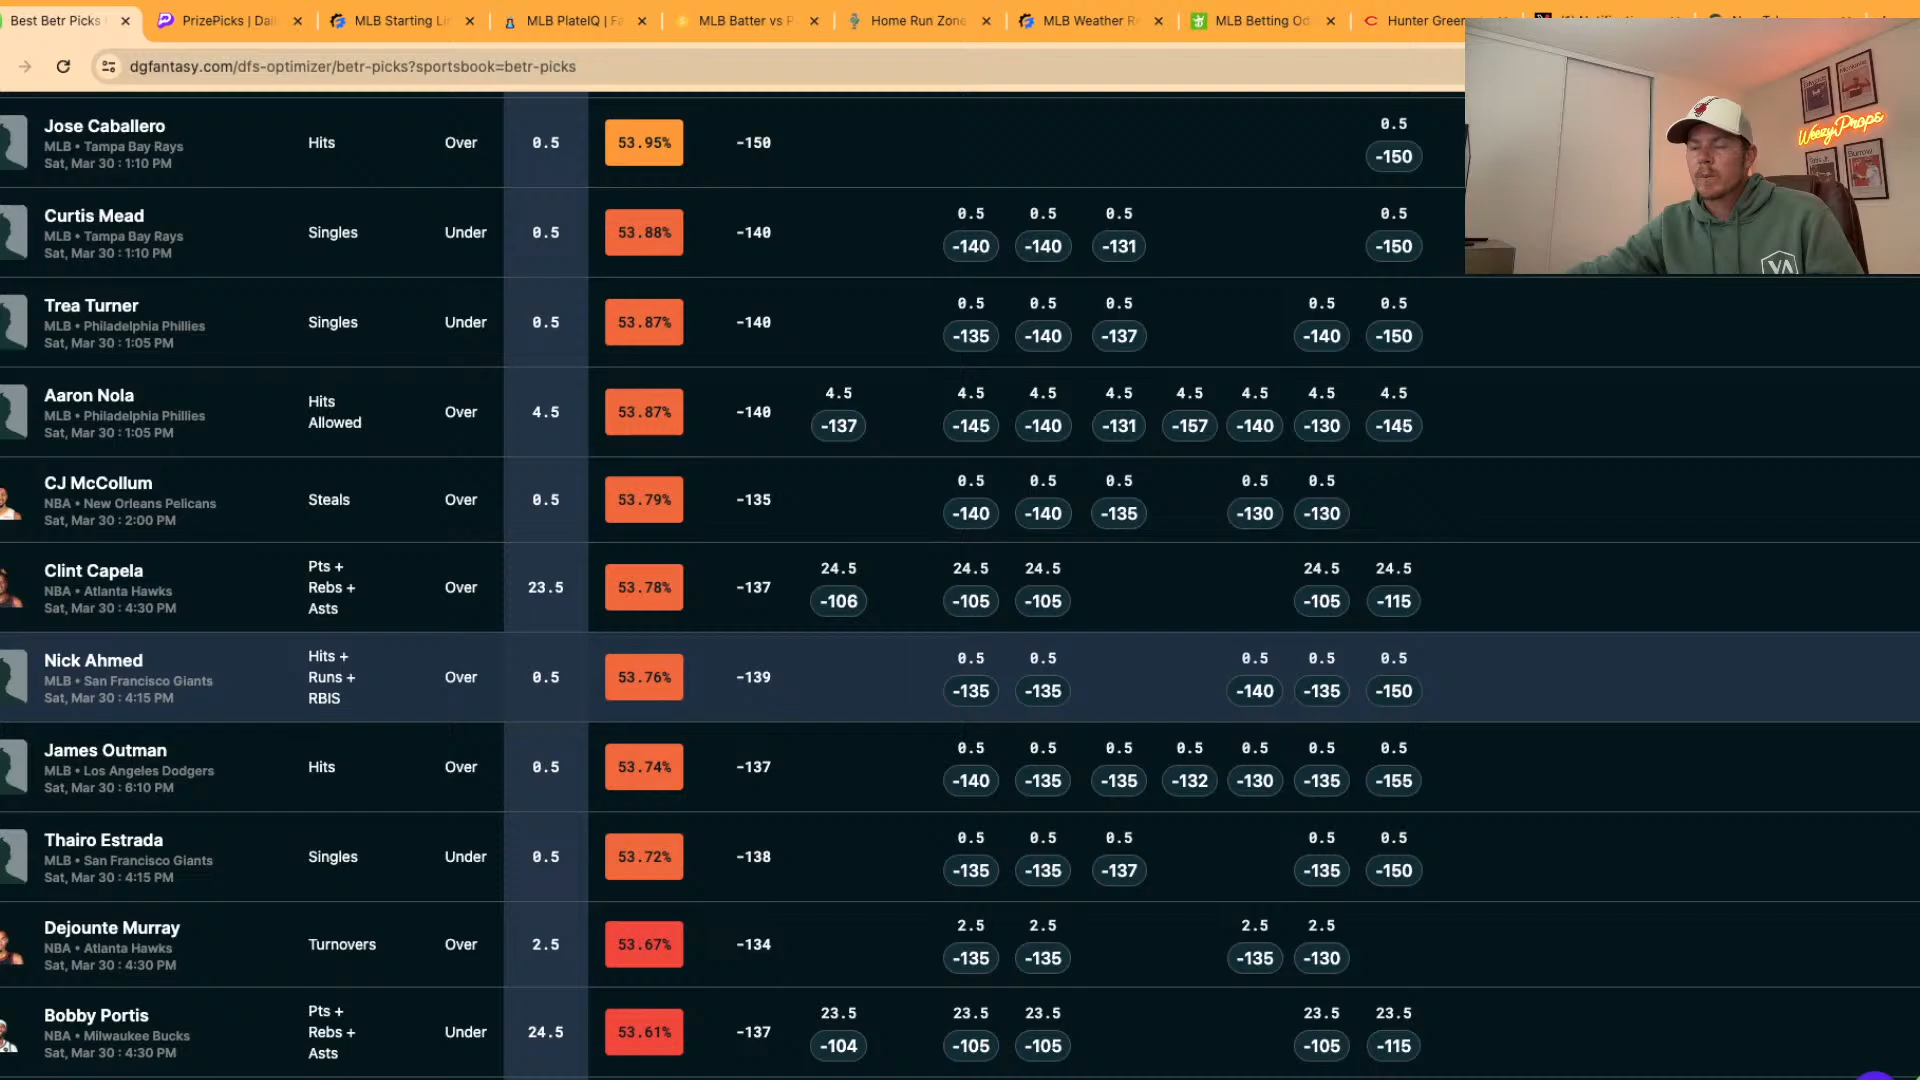 Best Betr Picks
PrizePicks | Dai
MLB Starting Li
MLB PlateIQ | Fa
MLB Batter vs P
Home Run Zone
MLB Weather R
MLB Betting Od
Hunter Green
dgfantasy.com/dfs-optimizer/betr-picks?sportsbook=betr-picks
WeezyProps
Jose Caballero
MLB • Tampa Bay Rays
Sat, Mar 30 : 1:10 PM
Hits Over 0.5 53.95% -150
0.5
-150
Curtis Mead
MLB • Tampa Bay Rays
Sat, Mar 30 : 1:10 PM
Singles Under 0.5 53.88% -140
0.5 0.5 0.5 0.5
-140 -140 -131 -150
Trea Turner
MLB • Philadelphia Phillies
Sat, Mar 30 : 1:05 PM
Singles Under 0.5 53.87% -140
0.5 0.5 0.5 0.5 0.5
-135 -140 -137 -140 -150
Aaron Nola
MLB • Philadelphia Phillies
Sat, Mar 30 : 1:05 PM
Hits
Allowed
Over 4.5 53.87% -140
4.5 4.5 4.5 4.5 4.5 4.5 4.5 4.5
-137 -145 -140 -131 -157 -140 -130 -145
CJ McCollum
NBA • New Orleans Pelicans
Sat, Mar 30 : 2:00 PM
Steals Over 0.5 53.79% -135
0.5 0.5 0.5 0.5 0.5
-140 -140 -135 -130 -130
Clint Capela
NBA • Atlanta Hawks
Sat, Mar 30 : 4:30 PM
Pts +
Rebs +
Asts
Over 23.5 53.78% -137
24.5 24.5 24.5 24.5 24.5
-106 -105 -105 -105 -115
Nick Ahmed
MLB • San Francisco Giants
Sat, Mar 30 : 4:15 PM
Hits +
Runs +
RBIS
Over 0.5 53.76% -139
0.5 0.5 0.5 0.5 0.5
-135 -135 -140 -135 -150
James Outman
MLB • Los Angeles Dodgers
Sat, Mar 30 : 6:10 PM
Hits Over 0.5 53.74% -137
0.5 0.5 0.5 0.5 0.5 0.5 0.5
-140 -135 -135 -132 -130 -135 -155
Thairo Estrada
MLB • San Francisco Giants
Sat, Mar 30 : 4:15 PM
Singles Under 0.5 53.72% -138
0.5 0.5 0.5 0.5 0.5
-135 -135 -137 -135 -150
Dejounte Murray
NBA • Atlanta Hawks
Sat, Mar 30 : 4:30 PM
Turnovers Over 2.5 53.67% -134
2.5 2.5 2.5 2.5
-135 -135 -135 -130
Bobby Portis
NBA • Milwaukee Bucks
Sat, Mar 30 : 4:30 PM
Pts +
Rebs +
Asts
Under 24.5 53.61% -137
23.5 23.5 23.5 23.5 23.5
-104 -105 -105 -105 -115